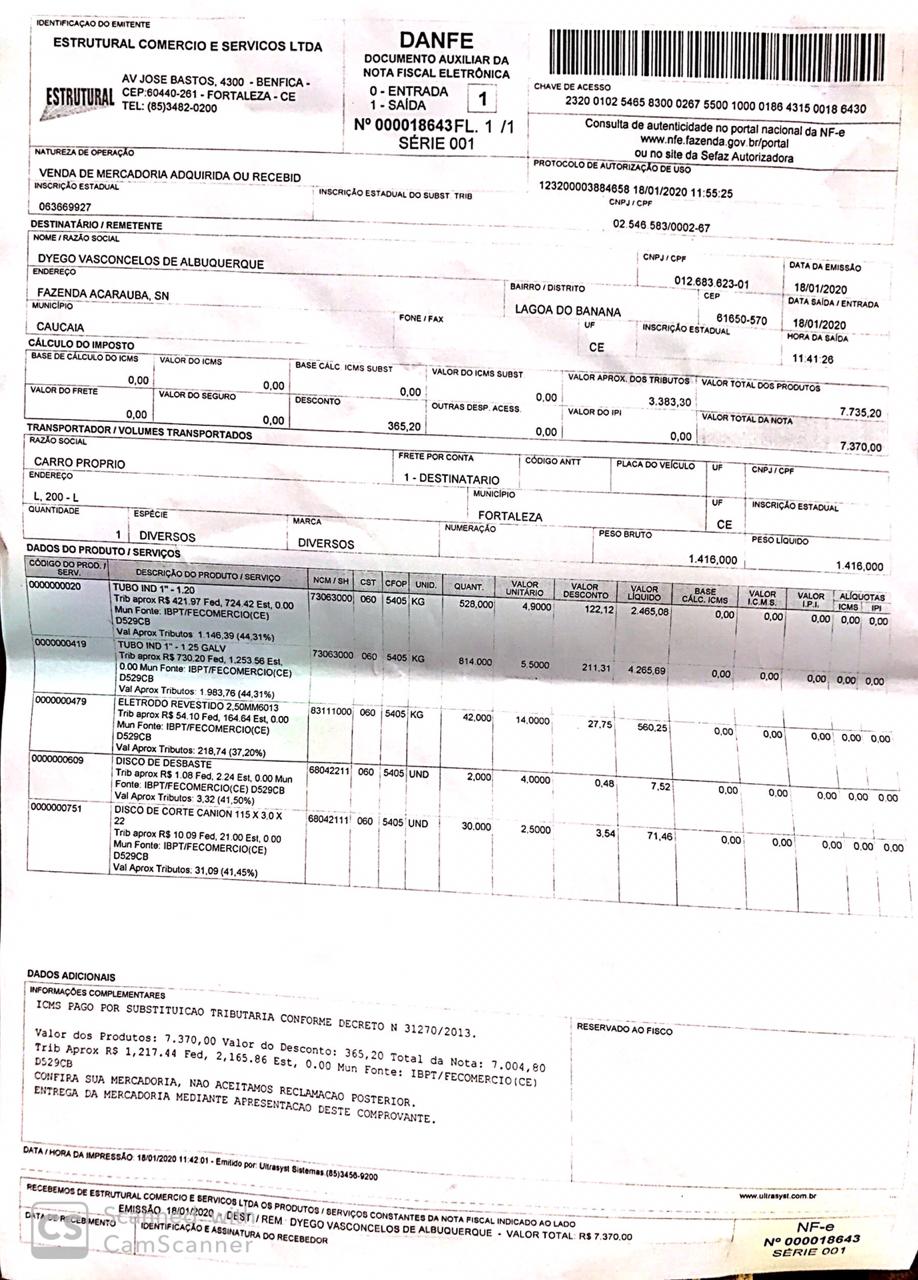 IDENTIFICAÇAO DO EMITENTE
ESTRUTURAL COMERCIO E SERVICOS LTDA
ESTRUTURAL
AV JOSE BASTOS, 4300 - BENFICA -
CEP:60440-261 - FORTALEZA - CE
TEL: (85)3482-0200
DANFE
DOCUMENTO AUXILIAR DA
NOTA FISCAL ELETRÔNICA
0 - ENTRADA
1 - SAÍDA
1
Nº 000018643 FL. 1 /1
SÉRIE 001
CHAVE DE ACESSO
2320 0102 5465 8300 0267 5500 1000 0186 4315 0018 6430
Consulta de autenticidade no portal nacional da NF-e
www.nfe.fazenda.gov.br/portal
ou no site da Sefaz Autorizadora
NATUREZA DE OPERAÇÃO
VENDA DE MERCADORIA ADQUIRIDA OU RECEBID
PROTOCOLO DE AUTORIZAÇÃO DE USO
123200003884658 18/01/2020 11:55:25
INSCRIÇÃO ESTADUAL
063669927
INSCRIÇÃO ESTADUAL DO SUBST TRIB
CNPJ / CPF
02.546 583/0002-67
DESTINATÁRIO / REMETENTE
NOME / RAZÃO SOCIAL
DYEGO VASCONCELOS DE ALBUQUERQUE
CNPJ / CPF
012.683.623-01
DATA DA EMISSÃO
18/01/2020
ENDEREÇO
FAZENDA ACARAUBA, SN
BAIRRO / DISTRITO
LAGOA DO BANANA
CEP
61650-570
DATA SAÍDA / ENTRADA
18/01/2020
MUNICÍPIO
CAUCAIA
FONE / FAX
UF
CE
INSCRIÇÃO ESTADUAL
HORA DA SAÍDA
11:41:26
CÁLCULO DO IMPOSTO
BASE DE CÁLCULO DO ICMS
0,00
VALOR DO ICMS
0,00
BASE CÁLC. ICMS SUBST
0,00
VALOR DO ICMS SUBST
0,00
VALOR APROX. DOS TRIBUTOS
3.383,30
VALOR TOTAL DOS PRODUTOS
7.735,20
VALOR DO FRETE
0,00
VALOR DO SEGURO
0,00
DESCONTO
365,20
OUTRAS DESP. ACESS.
0,00
VALOR DO IPI
0,00
VALOR TOTAL DA NOTA
7.370,00
TRANSPORTADOR / VOLUMES TRANSPORTADOS
RAZÃO SOCIAL
CARRO PROPRIO
FRETE POR CONTA
1 - DESTINATARIO
CÓDIGO ANTT
PLACA DO VEÍCULO
UF
CNPJ / CPF
ENDEREÇO
L, 200 - L
MUNICÍPIO
FORTALEZA
UF
CE
INSCRIÇÃO ESTADUAL
QUANTIDADE
1
ESPÉCIE
DIVERSOS
MARCA
DIVERSOS
NUMERAÇÃO
PESO BRUTO
1.416,000
PESO LÍQUIDO
1.416,000
DADOS DO PRODUTO / SERVIÇOS
CÓDIGO DO PROD. / SERV. DESCRIÇÃO DO PRODUTO / SERVIÇO NCM / SH CST CFOP UNID. QUANT. VALOR UNITÁRIO VALOR DESCONTO VALOR LÍQUIDO BASE CÁLC. ICMS VALOR I.C.M.S. VALOR I.P.I. ALÍQUOTAS ICMS IPI
0000000020 TUBO IND 1" - 1.20 73063000 060 5405 KG 528,000 4,9000 122,12 2.465,08 0,00 0,00 0,00 0,00 0,00
Trib aprox R$ 421.97 Fed, 724.42 Est, 0.00
Mun Fonte: IBPT/FECOMERCIO(CE)
D529CB
Val Aprox Tributos: 1.146,39 (44,31%)
0000000419 TUBO IND 1" - 1 25 GALV 73063000 060 5405 KG 814.000 5.5000 211,31 4.265,69 0,00 0,00 0,00 0,00 0,00
Trib aprox R$ 730.20 Fed, 1,253.56 Est,
0.00 Mun Fonte: IBPT/FECOMERCIO(CE)
D529CB
Val Aprox Tributos: 1.983,76 (44,31%)
0000000479 ELETRODO REVESTIDO 2,50MM6013 83111000 060 5405 KG 42,000 14,0000 27,75 560,25 0,00 0,00 0,00 0,00 0,00
Trib aprox R$ 54.10 Fed, 164.64 Est, 0.00
Mun Fonte: IBPT/FECOMERCIO(CE)
D529CB
Val Aprox Tributos: 218,74 (37,20%)
0000000609 DISCO DE DESBASTE 68042211 060 5405 UND 2,000 4,0000 0,48 7,52 0,00 0,00 0,00 0,00 0,00
Trib aprox R$ 1.08 Fed, 2.24 Est, 0.00 Mun
Fonte: IBPT/FECOMERCIO(CE) D529CB
Val Aprox Tributos: 3,32 (41,50%)
0000000751 DISCO DE CORTE CANION 115 X 3,0 X 68042111 060 5405 UND 30.000 2,5000 3,54 71,46 0,00 0,00 0,00 0,00 0,00
22
Trib aprox R$ 10.09 Fed, 21.00 Est, 0.00
Mun Fonte: IBPT/FECOMERCIO(CE)
D529CB
Val Aprox Tributos: 31,09 (41,45%)
DADOS ADICIONAIS
INFORMAÇÕES COMPLEMENTARES
ICMS PAGO POR SUBSTITUICAO TRIBUTARIA CONFORME DECRETO N 31270/2013.
Valor dos Produtos: 7.370,00 Valor do Desconto: 365,20 Total da Nota: 7.004,80
Trib Aprox R$ 1,217.44 Fed, 2,165.86 Est, 0.00 Mun Fonte: IBPT/FECOMERCIO(CE)
D529CB
CONFIRA SUA MERCADORIA, NAO ACEITAMOS RECLAMACAO POSTERIOR.
ENTREGA DA MERCADORIA MEDIANTE APRESENTACAO DESTE COMPROVANTE.
RESERVADO AO FISCO
DATA / HORA DA IMPRESSÃO: 18/01/2020 11:42:01 - Emitido por: Ultrasyst Sistemas (85)3456-9200
www.ultrasyst.com.br
RECEBEMOS DE ESTRUTURAL COMERCIO E SERVICOS LTDA OS PRODUTOS / SERVIÇOS CONSTANTES DA NOTA FISCAL INDICADO AO LADO
EMISSÃO: 18/01/2020 DEST / REM: DYEGO VASCONCELOS DE ALBUQUERQUE - VALOR TOTAL: R$ 7.370,00
DATA DE RECEBIMENTO
IDENTIFICAÇÃO E ASSINATURA DO RECEBEDOR
NF-e
Nº 000018643
SÉRIE 001
CS Scanned with
CamScanner